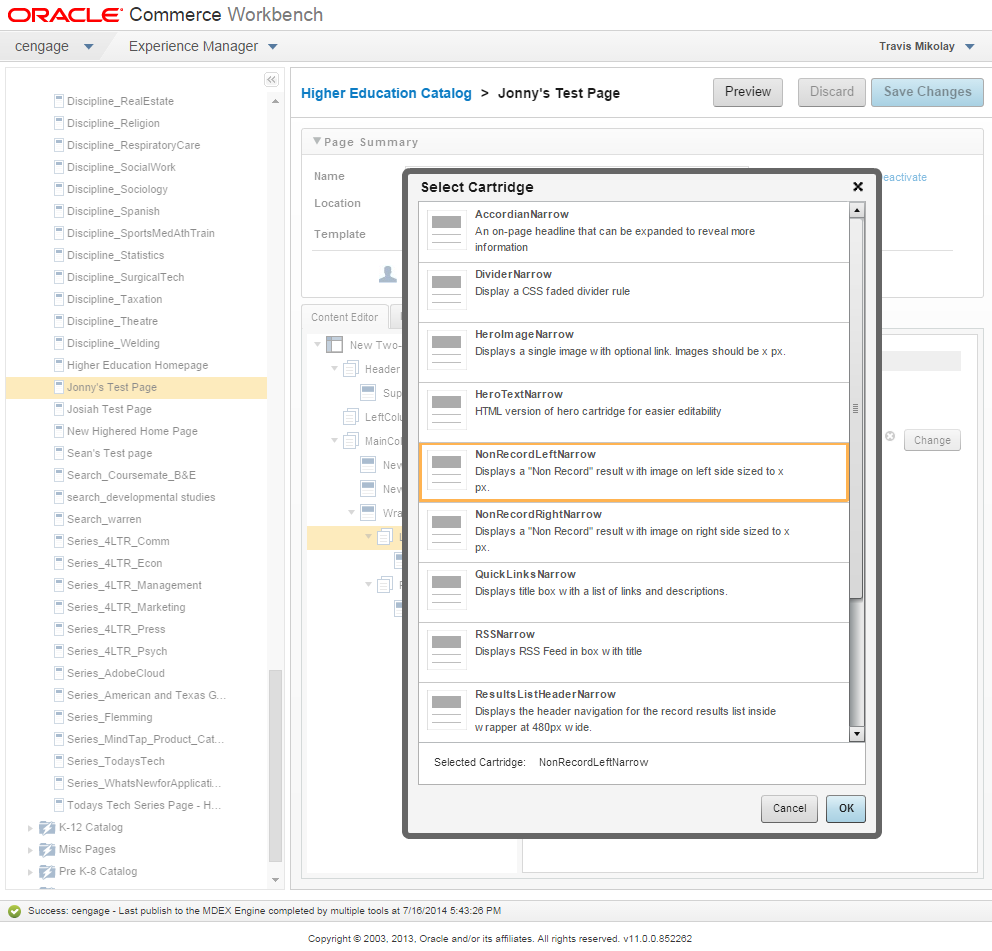 ORACLE Commerce Workbench
cengage
Experience Manager
Travis Mikolay
Discipline_RealEstate
Discipline_Religion
Discipline_RespiratoryCare
Discipline_SocialWork
Discipline_Sociology
Discipline_Spanish
Discipline_SportsMedAthTrain
Discipline_Statistics
Discipline_SurgicalTech
Discipline_Taxation
Discipline_Theatre
Discipline_Welding
Higher Education Homepage
Jonny's Test Page
Josiah Test Page
New Highered Home Page
Sean's Test page
Search_Coursemate_B&E
search_developmental studies
Search_warren
Series_4LTR_Comm
Series_4LTR_Econ
Series_4LTR_Management
Series_4LTR_Marketing
Series_4LTR_Press
Series_4LTR_Psych
Series_AdobeCloud
Series_American and Texas G...
Series_Flemming
Series_MindTap_Product_Cat...
Series_TodaysTech
Series_WhatsNewforApplicati...
Todays Tech Series Page - H...
K-12 Catalog
Misc Pages
Pre K-8 Catalog
Higher Education Catalog > Jonny's Test Page
Preview
Discard
Save Changes
Page Summary
Name
eactivate
Location
Template
Content Editor
New Two-
Header
Sup
LeftColu
MainCol
New
New
Wra
Change
Select Cartridge
AccordianNarrow
An on-page headline that can be expanded to reveal more
information
DividerNarrow
Display a CSS faded divider rule
HeroImageNarrow
Displays a single image with optional link. Images should be x px.
HeroTextNarrow
HTML version of hero cartridge for easier editability
NonRecordLeftNarrow
Displays a "Non Record" result with image on left side sized to x
px.
NonRecordRightNarrow
Displays a "Non Record" result with image on right side sized to x
px.
QuickLinksNarrow
Displays title box with a list of links and descriptions.
RSSNarrow
Displays RSS Feed in box with title
ResultsListHeaderNarrow
Displays the header navigation for the record results list inside
wrapper at 480px wide.
Selected Cartridge: NonRecordLeftNarrow
Cancel
OK
Success: cengage - Last publish to the MDEX Engine completed by multiple tools at 7/16/2014 5:43:26 PM
Copyright © 2003, 2013, Oracle and/or its affiliates. All rights reserved. v11.0.0.852262